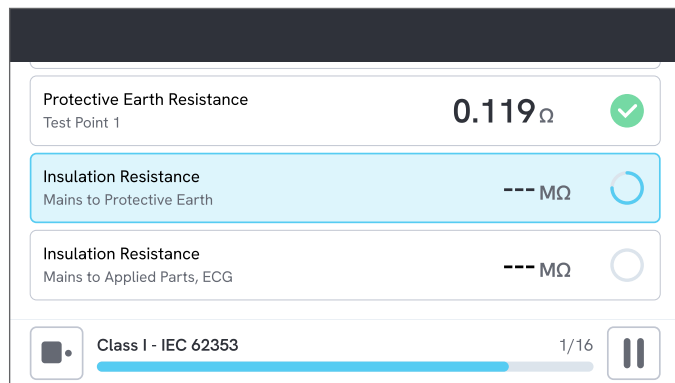 Protective Earth Resistance
Test Point 1
0.119 Ω
Insulation Resistance
Mains to Protective Earth
--- MΩ
Insulation Resistance
Mains to Applied Parts, ECG
--- MΩ
Class I - IEC 62353
1/16